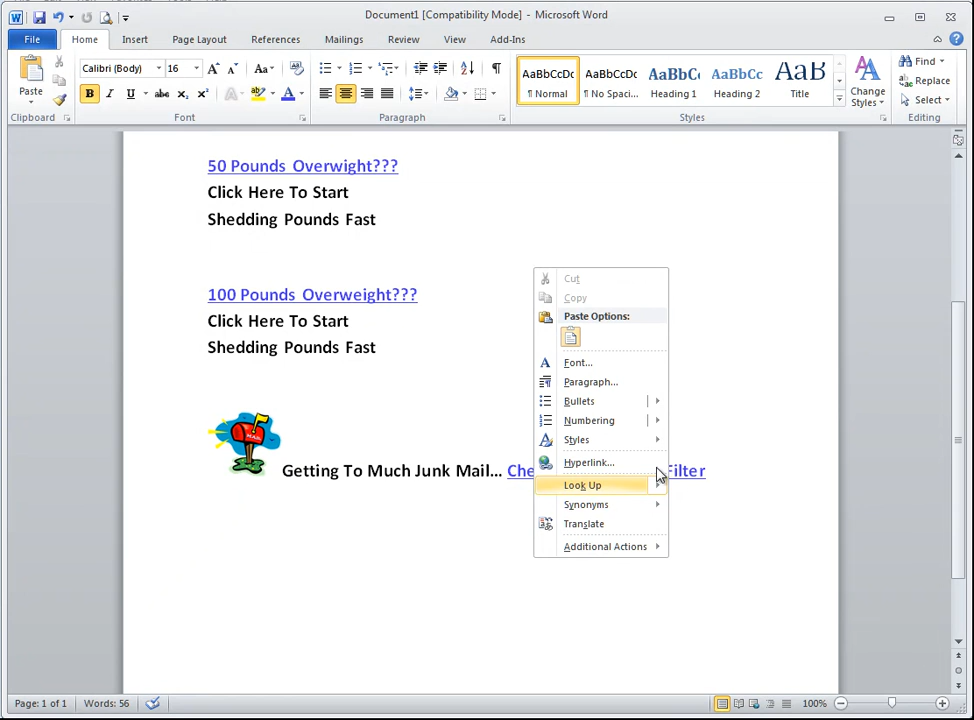 Document1 [Compatibility Mode] - Microsoft Word
File Home Insert Page Layout References Mailings Review View Add-Ins
Paste
Clipboard
Calibri (Body) 16
Font
Paragraph
AaBbCcDc AaBbCcDc AaBbCc AaBbCc AaB
¶ Normal ¶ No Spaci... Heading 1 Heading 2 Title
Change Styles
Styles
Find
Replace
Select
Editing
50 Pounds Overwight???
Click Here To Start
Shedding Pounds Fast
100 Pounds Overweight???
Click Here To Start
Shedding Pounds Fast
MAIL
Getting To Much Junk Mail... Che Filter
Cut
Copy
Paste Options:
Font...
Paragraph...
Bullets
Numbering
Styles
Hyperlink...
Look Up
Synonyms
Translate
Additional Actions
Page: 1 of 1 Words: 56 100%